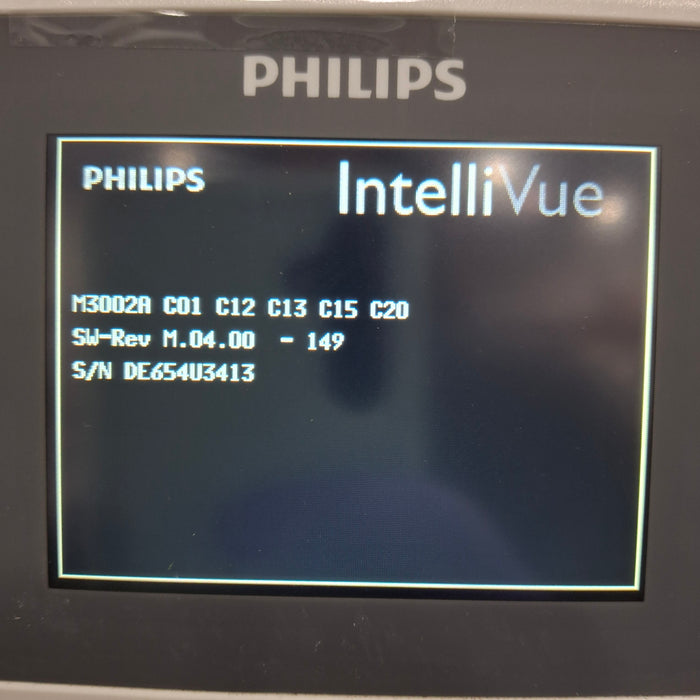 PHILIPS
PHILIPS
IntelliVue
M3002A C01 C12 C13 C15 C20
SW-Rev M.04.00 - 149
S/N DE654U3413